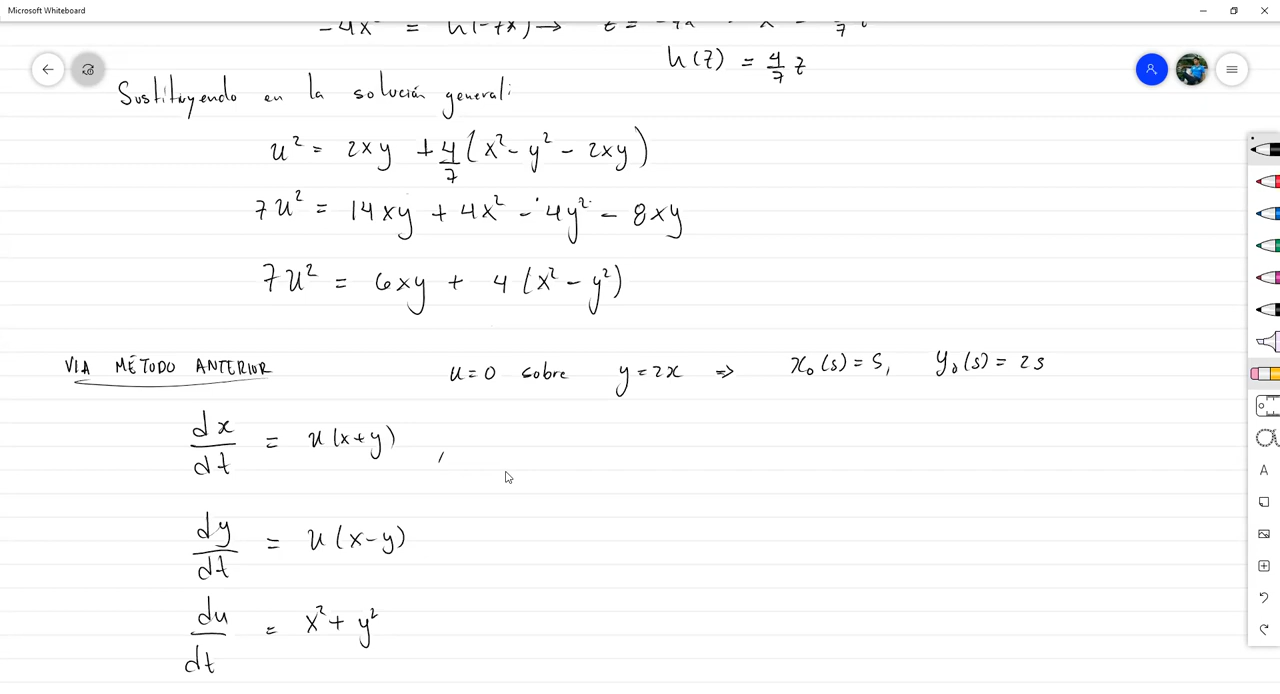 Microsoft Whiteboard
-4x² = h(-7x) →
h(z) = 4/7 z
Sustituyendo en la solución general:
u² = 2xy + 4/7 (x² - y² - 2xy)
7u² = 14xy + 4x² - 4y² - 8xy
7u² = 6xy + 4 (x² - y²)
VIA MÉTODO ANTERIOR u=0 sobre y=2x ⇒ x₀(s)=s, y₀(s)=2s
dx/dt = u(x+y) ,
dy/dt = u(x-y)
du/dt = x² + y²
A